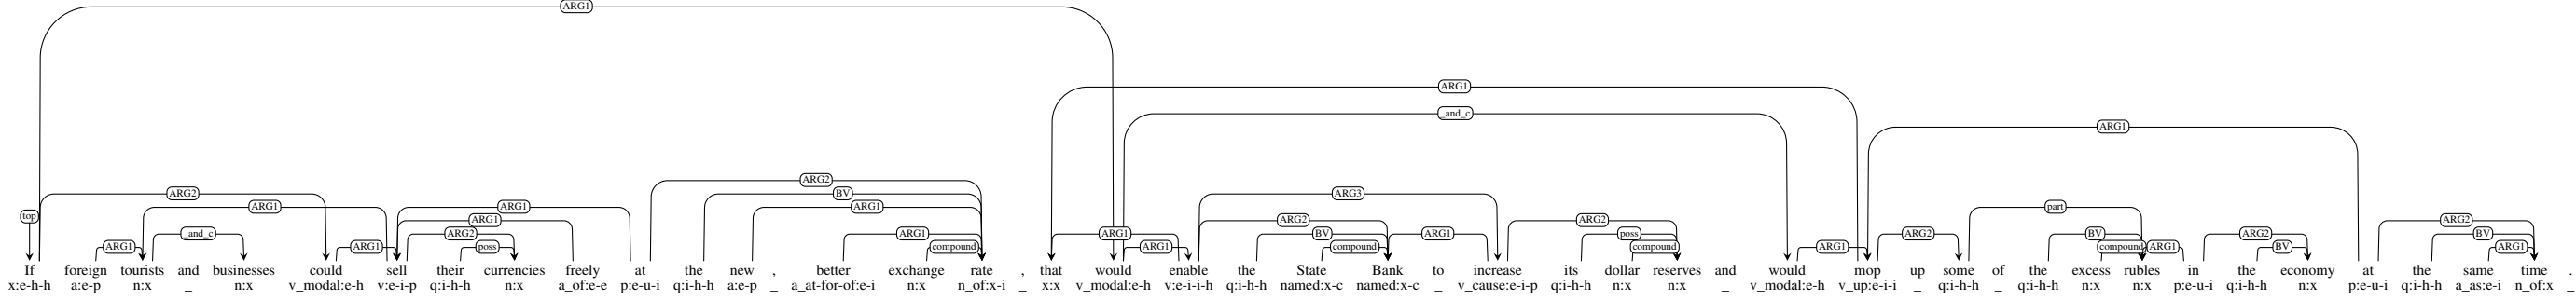 ARG1
ARG1
_and_c
ARG1
ARG2 ARG2 BV ARG3
top ARG1 ARG1 ARG1 part
ARG1 ARG2 ARG2 ARG2
_and_c ARG2 ARG1 ARG1 BV ARG1 poss ARG2 BV ARG2 BV
ARG1 ARG1 poss compound ARG1 compound compound ARG1 compound ARG1 BV ARG1
If foreign tourists and businesses could sell their currencies freely at the new , better exchange rate , that would enable the State Bank to increase its dollar reserves and would mop up some of the excess rubles in the economy at the same time .
x:e-h-h a:e-p n:x _ n:x v_modal:e-h v:e-i-p q:i-h-h n:x a_of:e-e p:e-u-i q:i-h-h a:e-p _ a_at-for-of:e-i n:x n_of:x-i _ x:x v_modal:e-h v:e-i-i-h q:i-h-h named:x-c named:x-c _ v_cause:e-i-p q:i-h-h n:x n:x _ v_modal:e-h v_up:e-i-i _ q:i-h-h _ q:i-h-h n:x n:x p:e-u-i q:i-h-h n:x p:e-u-i q:i-h-h a_as:e-i n_of:x _